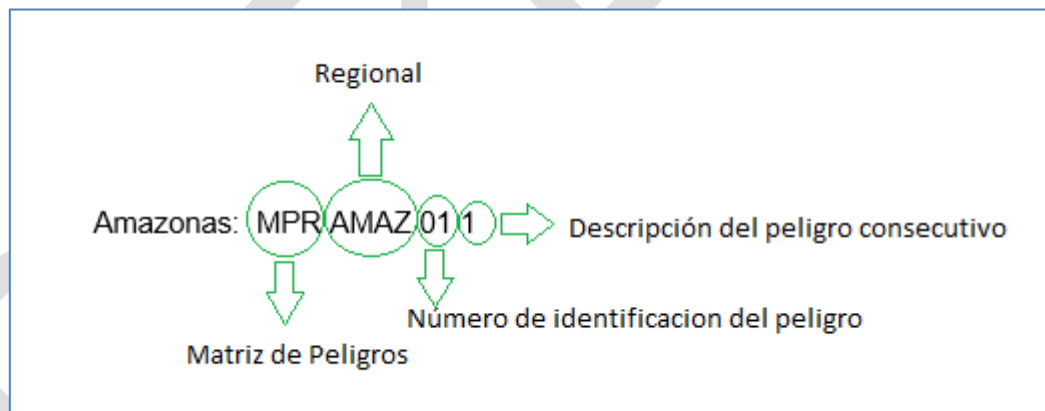 Regional
Amazonas: MPR AMAZ 01 1
Descripción del peligro consecutivo
Número de identificacion del peligro
Matriz de Peligros